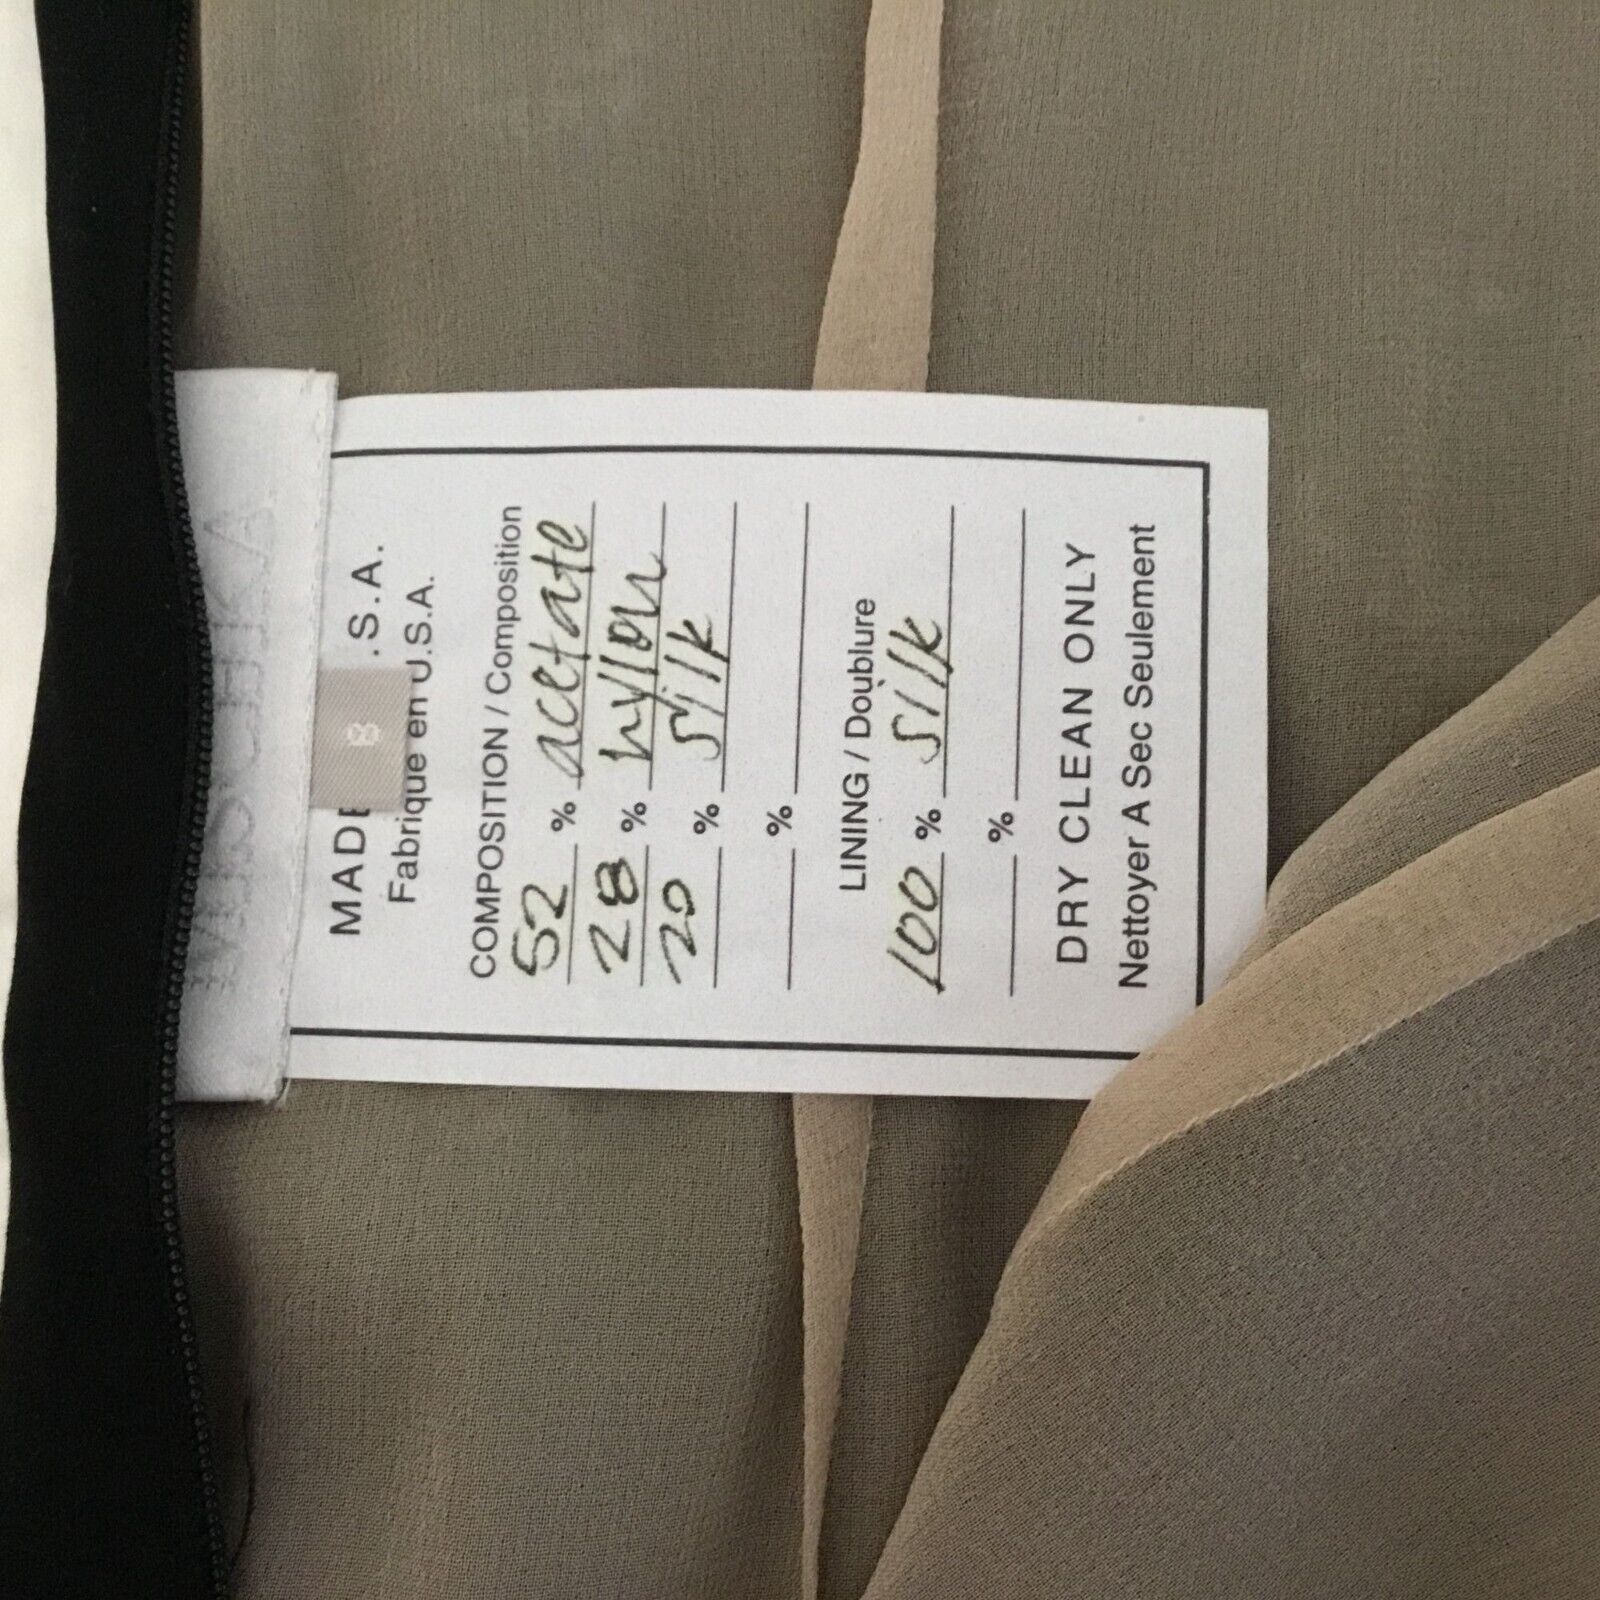 8
MADE .S.A.
Fabrique en U.S.A.
COMPOSITION / Composition
52 % acetate
28 % nylon
20 % silk
%
LINING / Doublure
100 % silk
%
DRY CLEAN ONLY
Nettoyer A Sec Seulement